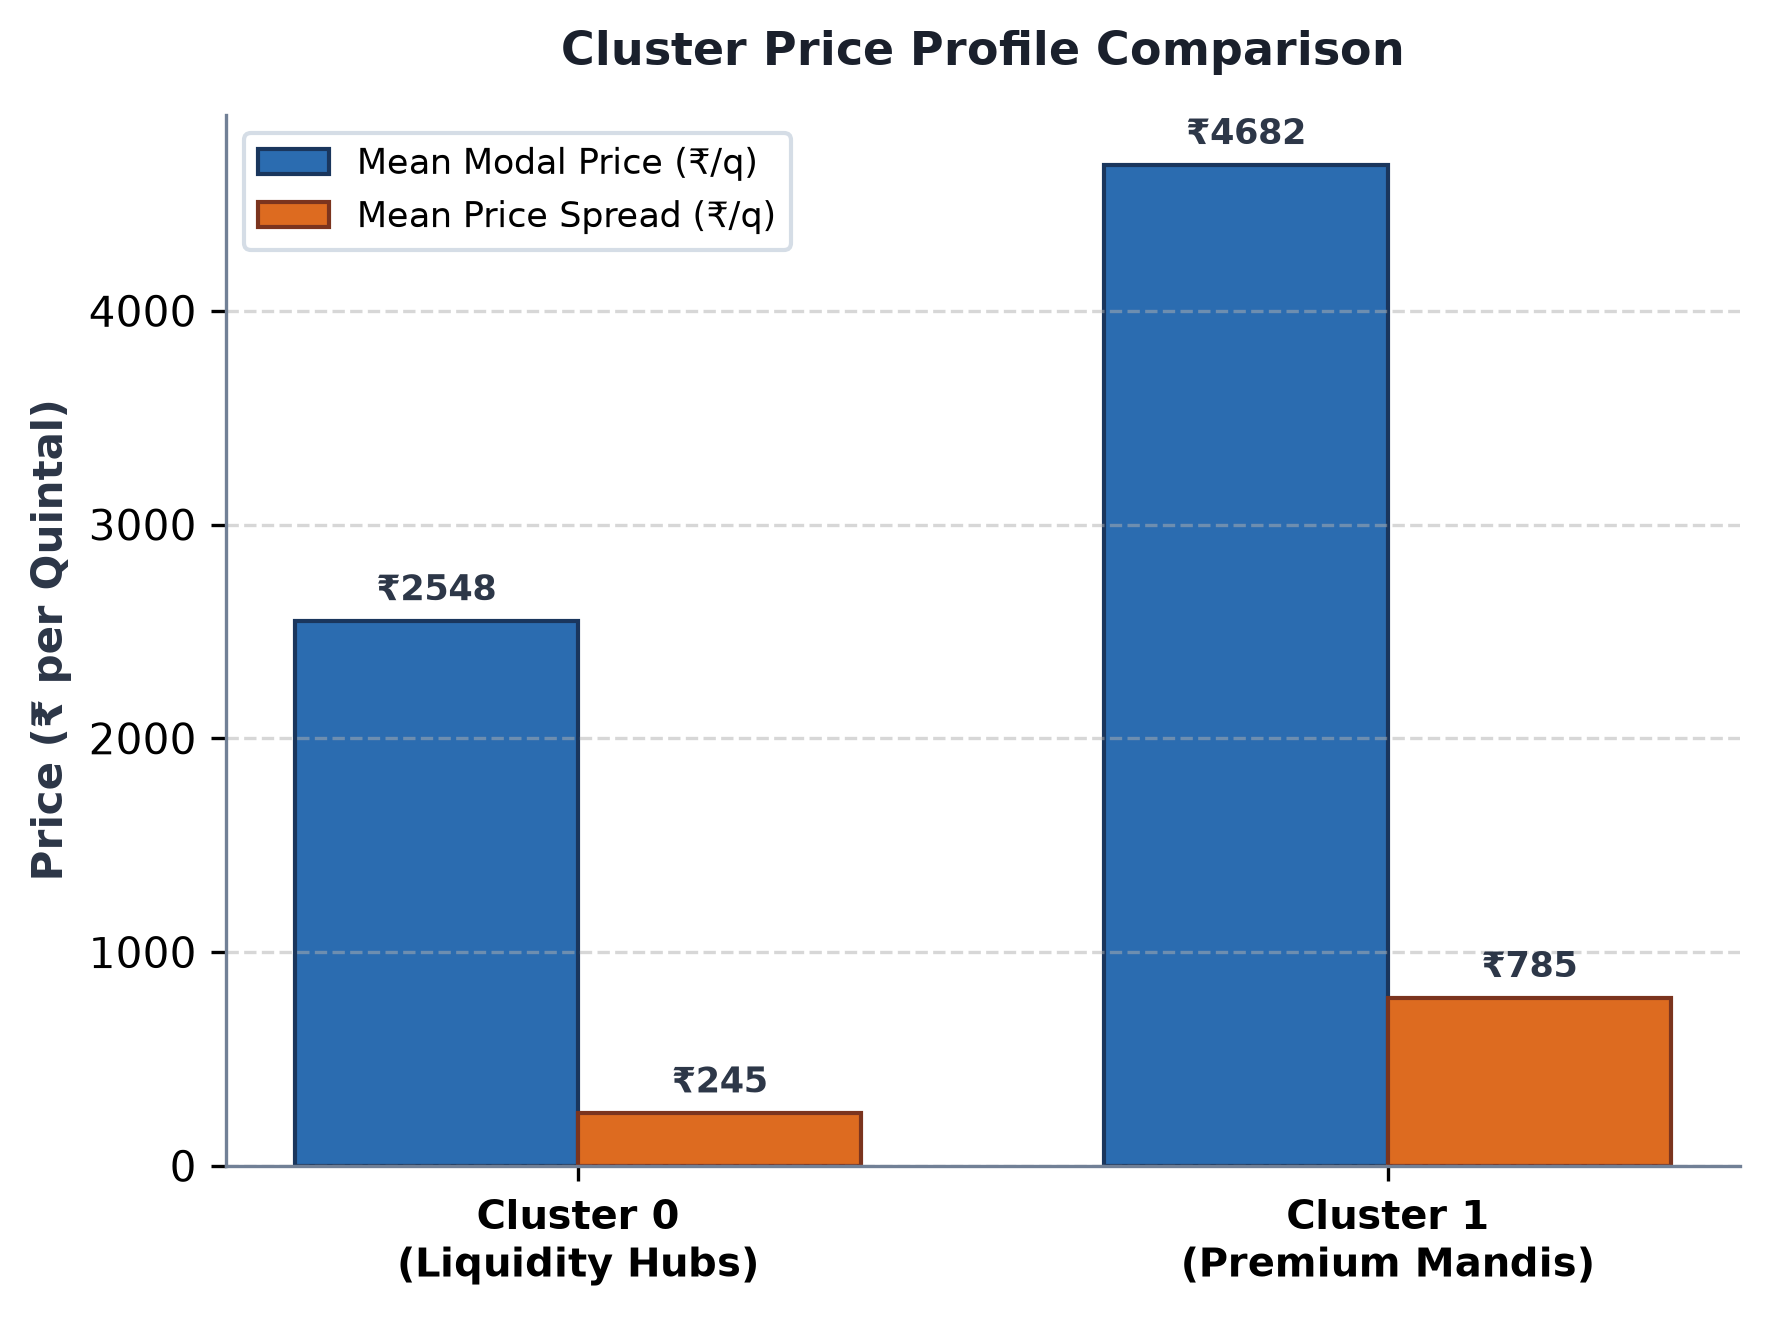 Cluster Price Profile Comparison
Mean Modal Price (₹/q)
Mean Price Spread (₹/q)
₹4682
₹2548
₹785
₹245
Price (₹ per Quintal)
4000
3000
2000
1000
0
Cluster 0
(Liquidity Hubs)
Cluster 1
(Premium Mandis)